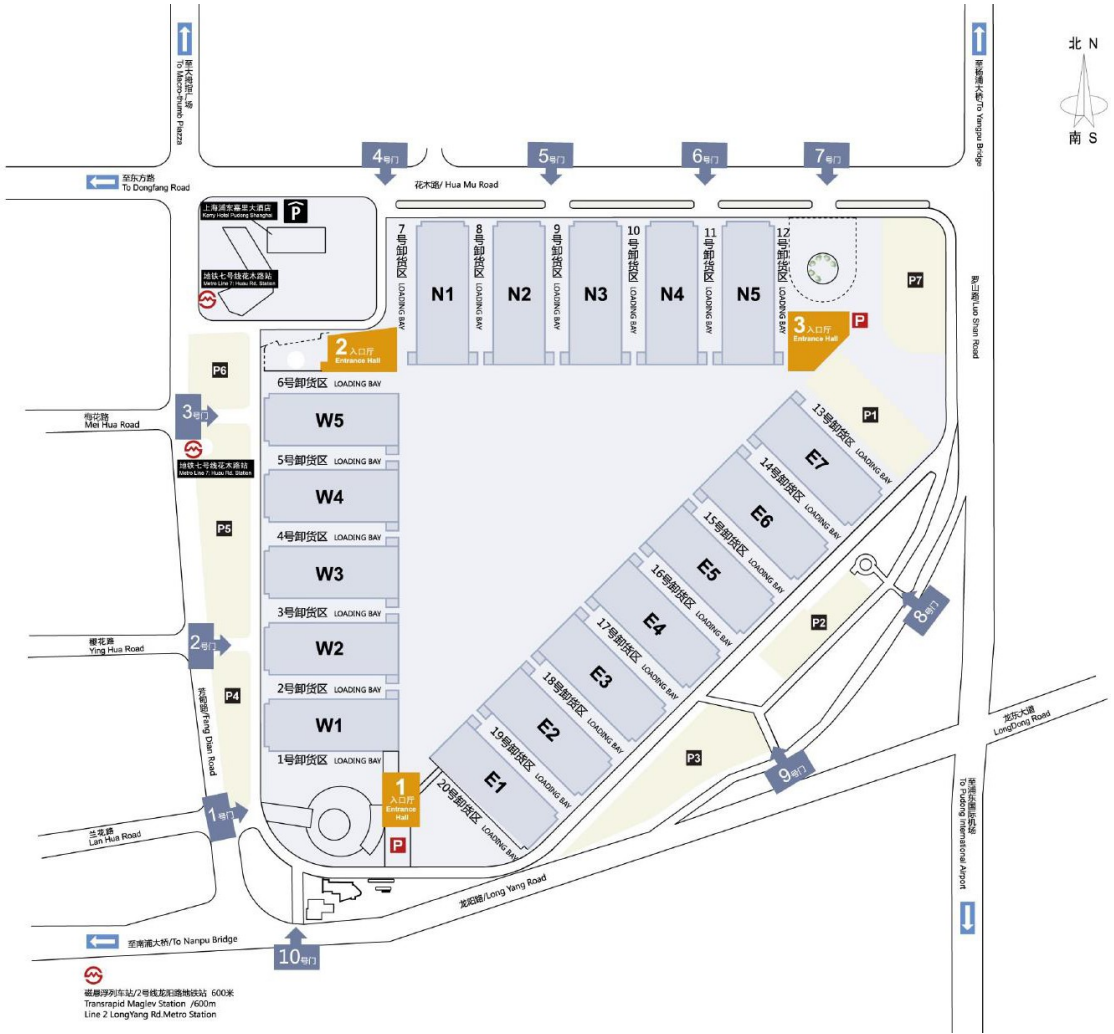 北 N
南 S
至大拇指广场
To Macro-thumb Plazza
至杨浦大桥/To Yangpu Bridge
4号门
5号门
6号门
7号门
至东方路
To Dongfang Road
花木路/ Hua Mu Road
上海浦东嘉里大酒店
Kerry Hotel Pudong Shanghai
P
地铁七号线花木路站
7号卸货区 LOADING BAY
N1
8号卸货区 LOADING BAY
N2
9号卸货区 LOADING BAY
N3
10号卸货区 LOADING BAY
N4
11号卸货区 LOADING BAY
N5
12号卸货区 LOADING BAY
P7
罗山路/Luo Shan Road
2 入口厅
Entrance Hall
3 入口厅
Entrance Hall
P
P6
6号卸货区 LOADING BAY
P1
梅花路
Mei Hua Road
3号门
W5
地铁七号线花木路站
5号卸货区 LOADING BAY
W4
P5
4号卸货区 LOADING BAY
W3
3号卸货区 LOADING BAY
樱花路
Ying Hua Road
2号门
W2
2号卸货区 LOADING BAY
P4
芳甸路/Fang Dian Road
W1
1号卸货区 LOADING BAY
13号卸货区 LOADING BAY
E7
14号卸货区 LOADING BAY
E6
15号卸货区 LOADING BAY
E5
16号卸货区 LOADING BAY
E4
17号卸货区 LOADING BAY
E3
18号卸货区 LOADING BAY
E2
19号卸货区 LOADING BAY
E1
20号卸货区 LOADING BAY
P2
8号门
P3
9号门
龙东大道
LongDong Road
1
入口厅
Entrance
Hall
P
1号门
兰花路
Lan Hua Road
至浦东国际机场
To Pudong International Airport
龙阳路/Long Yang Road
至南浦大桥/To Nanpu Bridge
10号门
磁悬浮列车站/2号线龙阳路地铁站 600米
Transrapid Maglev Station /600m
Line 2 LongYang Rd.Metro Station